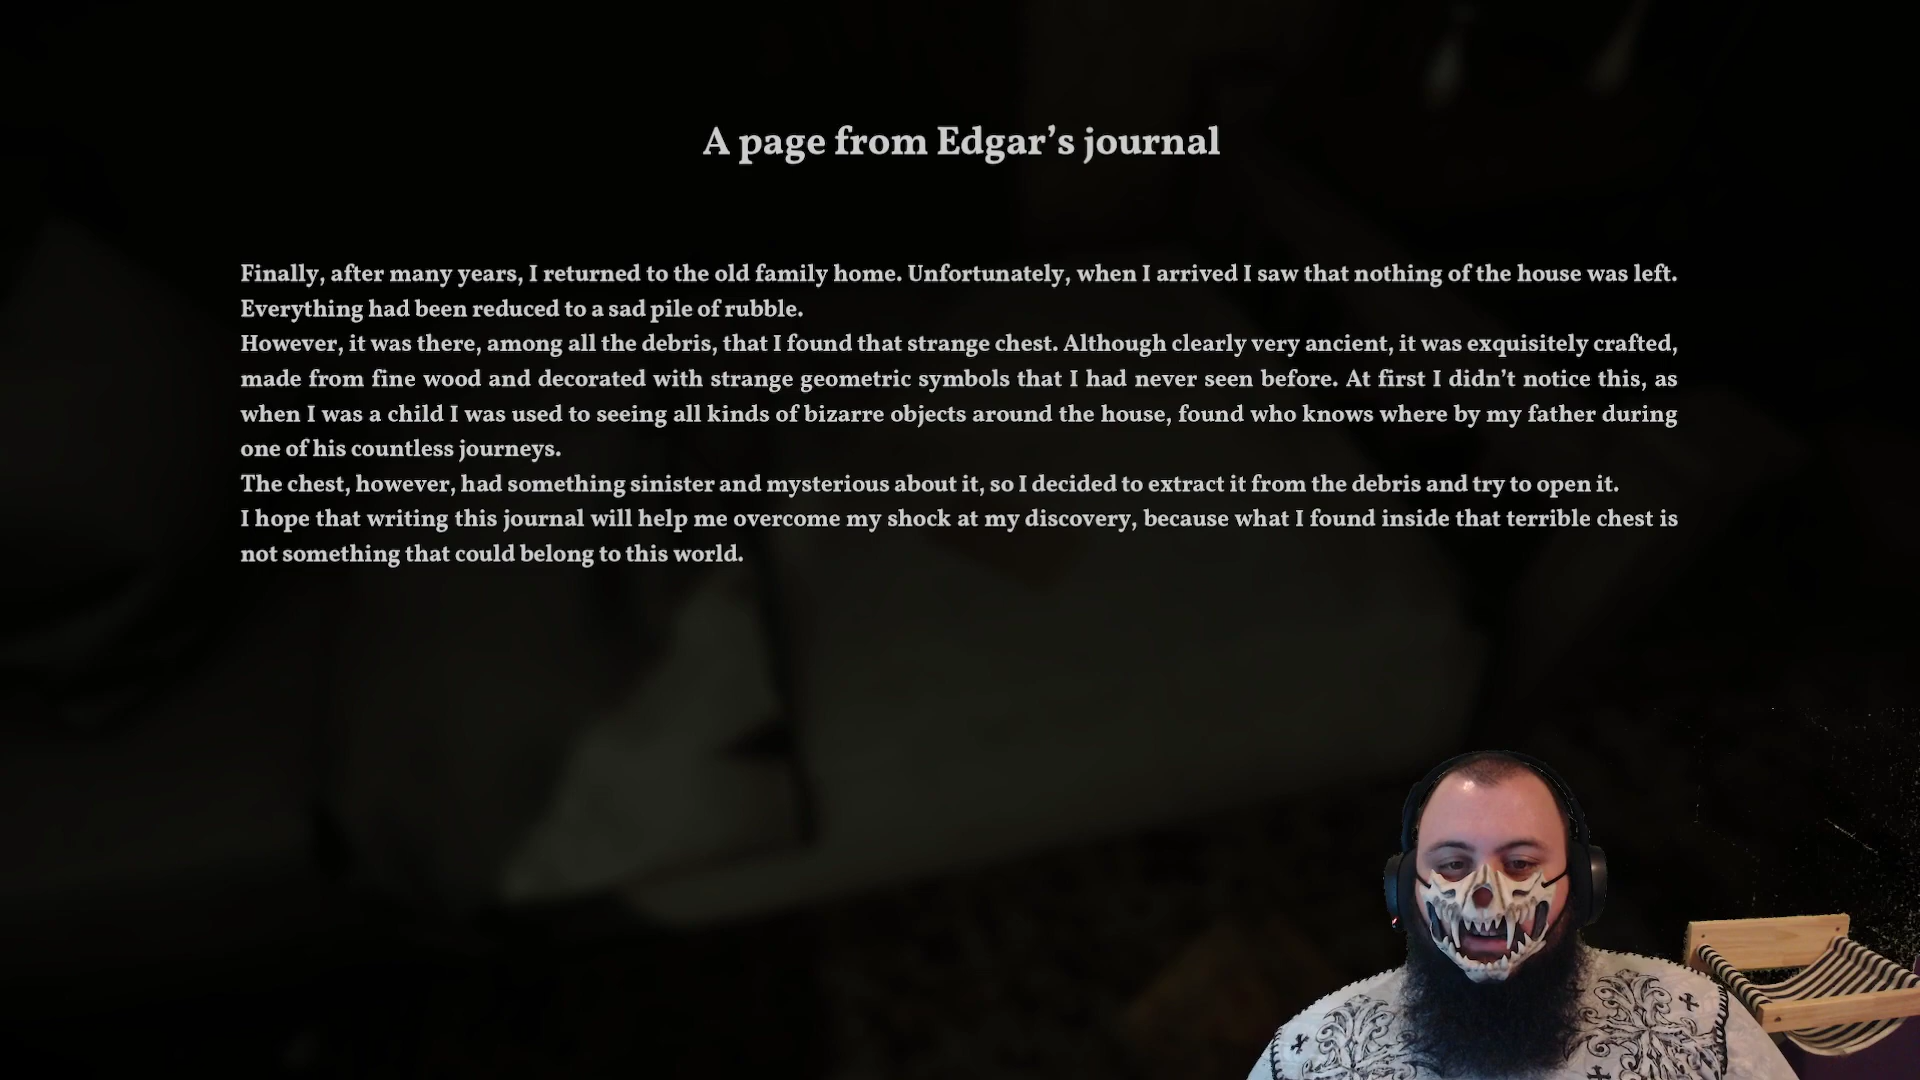 A page from Edgar’s journal
Finally, after many years, I returned to the old family home. Unfortunately, when I arrived I saw that nothing of the house was left.
Everything had been reduced to a sad pile of rubble.
However, it was there, among all the debris, that I found that strange chest. Although clearly very ancient, it was exquisitely crafted,
made from fine wood and decorated with strange geometric symbols that I had never seen before. At first I didn’t notice this, as
when I was a child I was used to seeing all kinds of bizarre objects around the house, found who knows where by my father during
one of his countless journeys.
The chest, however, had something sinister and mysterious about it, so I decided to extract it from the debris and try to open it.
I hope that writing this journal will help me overcome my shock at my discovery, because what I found inside that terrible chest is
not something that could belong to this world.